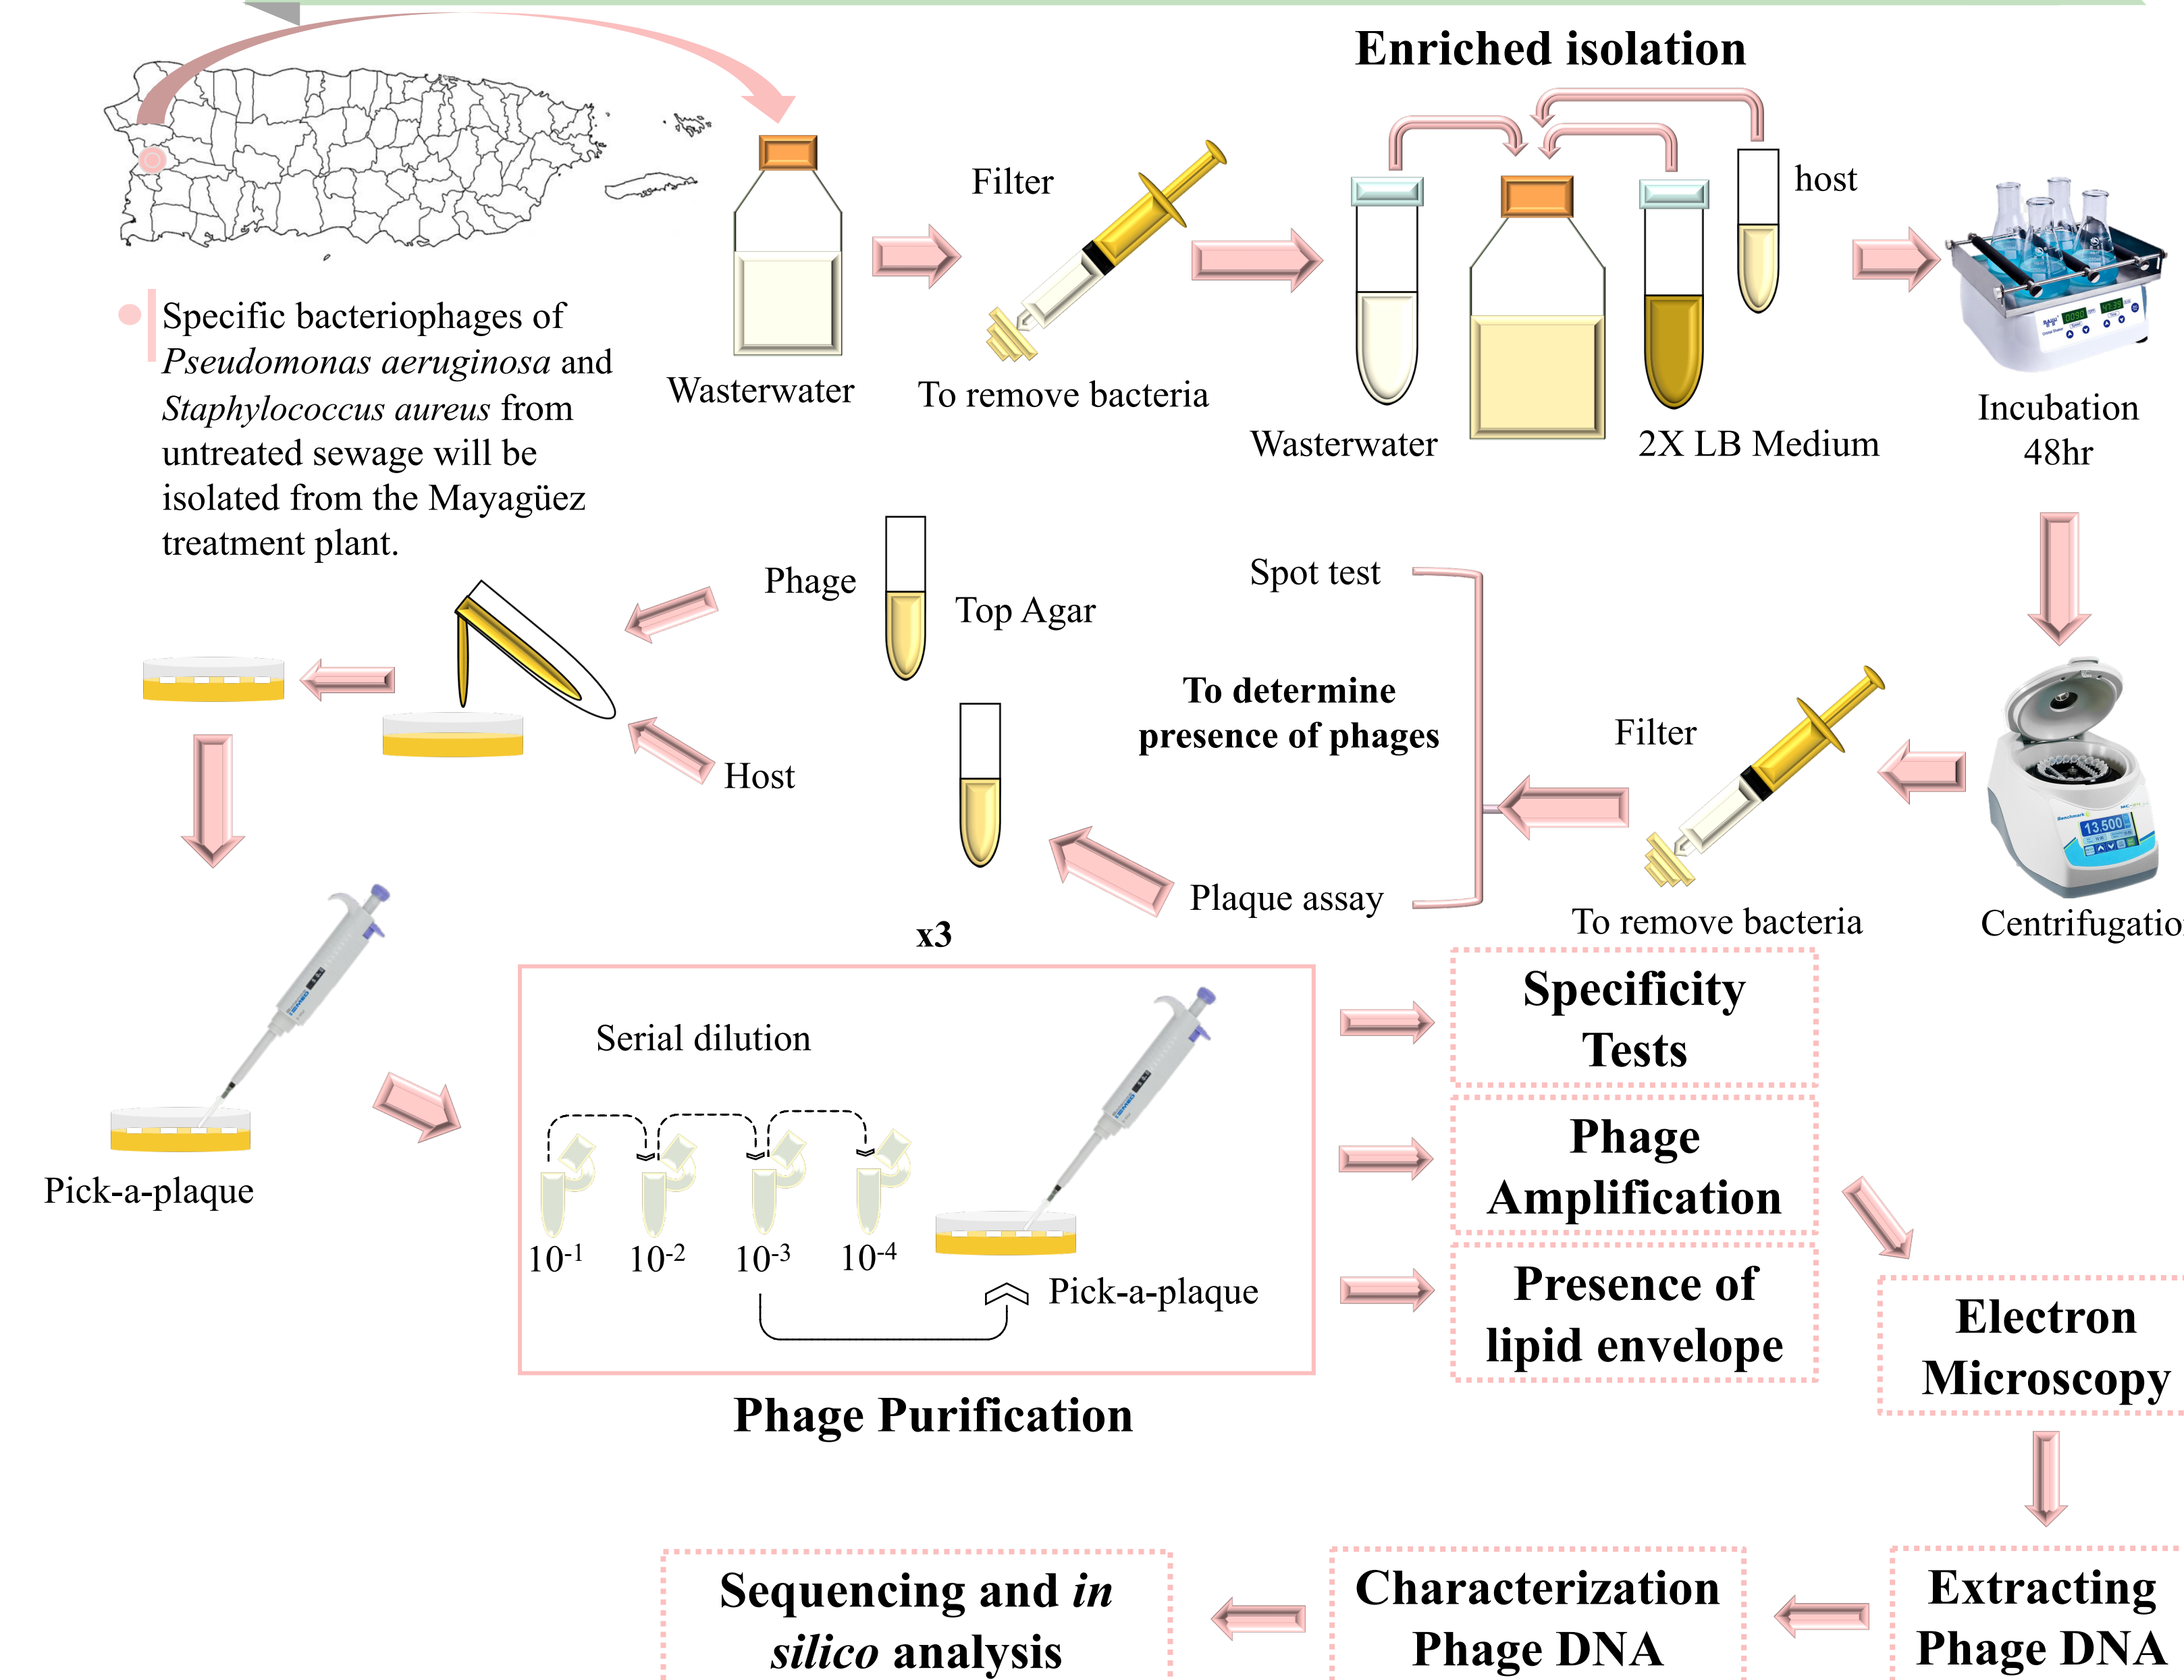 Enriched isolation
Filter
host
Specific bacteriophages of
Pseudomonas aeruginosa and
Staphylococcus aureus from
untreated sewage will be
isolated from the Mayagüez
treatment plant.
Wasterwater
To remove bacteria
Wasterwater
2X LB Medium
Incubation
48hr
Phage
Top Agar
Host
Spot test
To determine
presence of phages
Plaque assay
Filter
To remove bacteria
13.500
Centrifugatio
Pick-a-plaque
x3
Serial dilution
10-1
10-2
10-3
10-4
Pick-a-plaque
Phage Purification
Specificity
Tests
Phage
Amplification
Presence of
lipid envelope
Electron
Microscopy
Extracting
Phage DNA
Characterization
Phage DNA
Sequencing and in
silico analysis